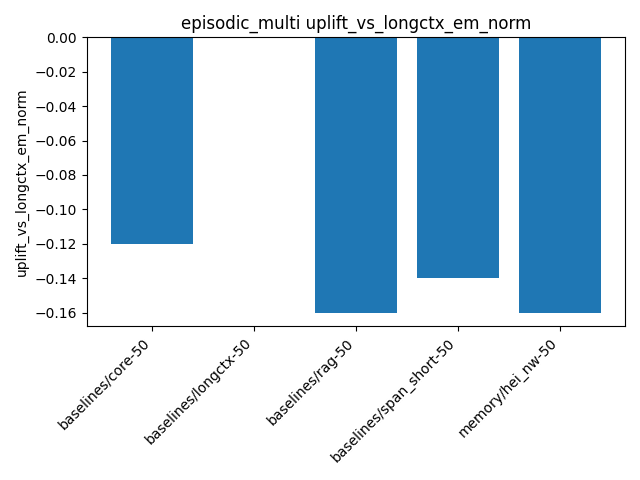 episodic_multi uplift_vs_longctx_em_norm
uplift_vs_longctx_em_norm
0.00
−0.02
−0.04
−0.06
−0.08
−0.10
−0.12
−0.14
−0.16
baselines/core-50
baselines/longctx-50
baselines/rag-50
baselines/span_short-50
memory/hei_nw-50